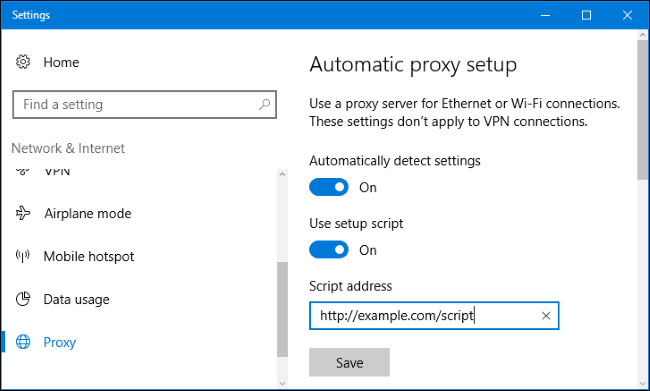 Settings
Home
Find a setting
Network & Internet
VPN
Airplane mode
Mobile hotspot
Data usage
Proxy
Automatic proxy setup
Use a proxy server for Ethernet or Wi-Fi connections.
These settings don't apply to VPN connections.
Automatically detect settings
On
Use setup script
On
Script address
http://example.com/script
Save